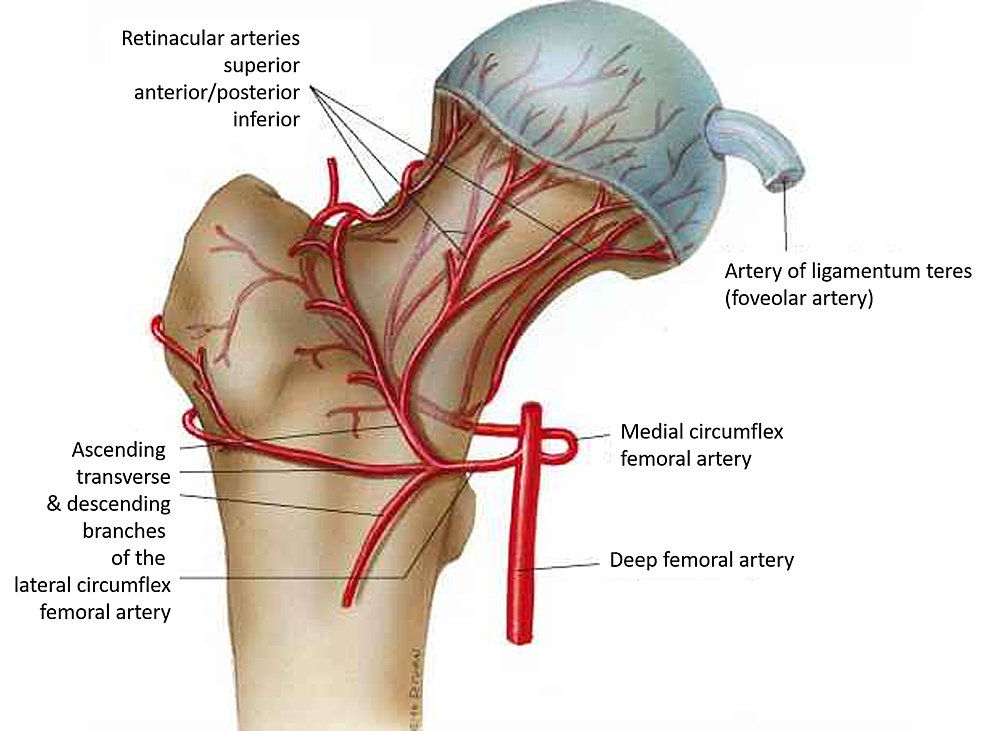 Retinacular arteries
superior
anterior/posterior
inferior
Artery of ligamentum teres
(foveolar artery)
Medial circumflex
femoral artery
Ascending
transverse
& descending
branches
of the
lateral circumflex
femoral artery
Deep femoral artery